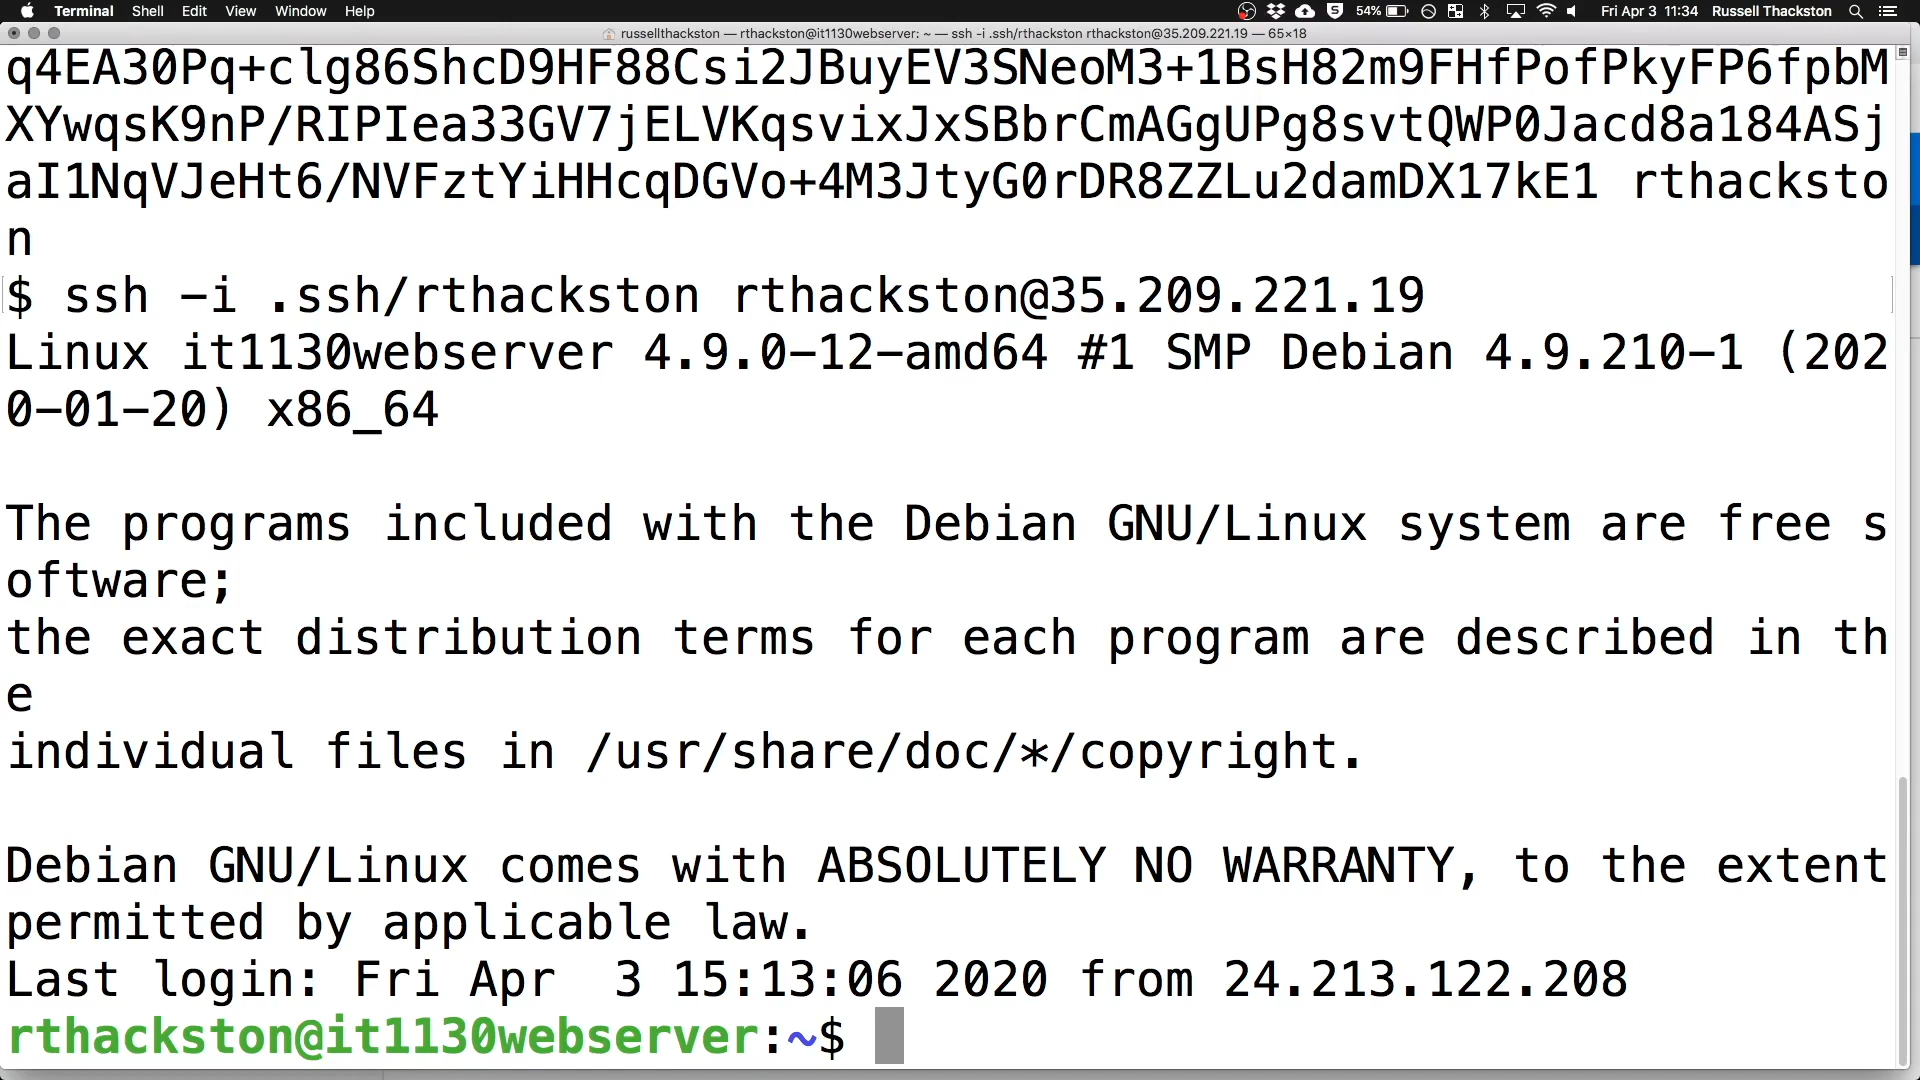 Terminal Shell Edit View Window Help 54% Fri Apr 3 11:34 Russell Thackston
russellthackston — rthackston@it1130webserver: ~ — ssh -i .ssh/rthackston rthackston@35.209.221.19 — 65×18
q4EA30Pq+clg86ShcD9HF88Csi2JBuyEV3SNeoM3+1BsH82m9FHfPofPkyFP6fpbM
XYwqsK9nP/RIPIea33GV7jELVKqsvixJxSBbrCmAGgUPg8svtQWP0Jacd8a184ASj
aI1NqVJeHt6/NVFztYiHHcqDGVo+4M3JtyG0rDR8ZZLu2damDX17kE1 rthacksto
n
$ ssh -i .ssh/rthackston rthackston@35.209.221.19
Linux it1130webserver 4.9.0-12-amd64 #1 SMP Debian 4.9.210-1 (202
0-01-20) x86_64
The programs included with the Debian GNU/Linux system are free s
oftware;
the exact distribution terms for each program are described in th
e
individual files in /usr/share/doc/*/copyright.
Debian GNU/Linux comes with ABSOLUTELY NO WARRANTY, to the extent
permitted by applicable law.
Last login: Fri Apr  3 15:13:06 2020 from 24.213.122.208
rthackston@it1130webserver:~$